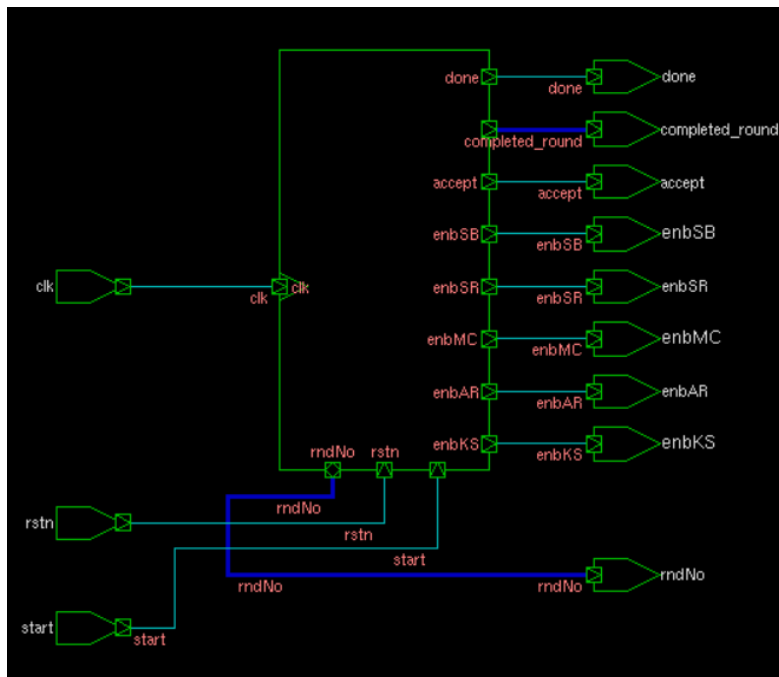 done done done
completed_round completed_round
accept accept accept
enbSB enbSB enbSB
clk clk clk enbSR enbSR enbSR
enbMC enbMC enbMC
enbAR enbAR enbAR
rndNo rstn enbKS enbKS enbKS
rndNo
rstn rstn
start
rndNo rndNo rndNo
start start